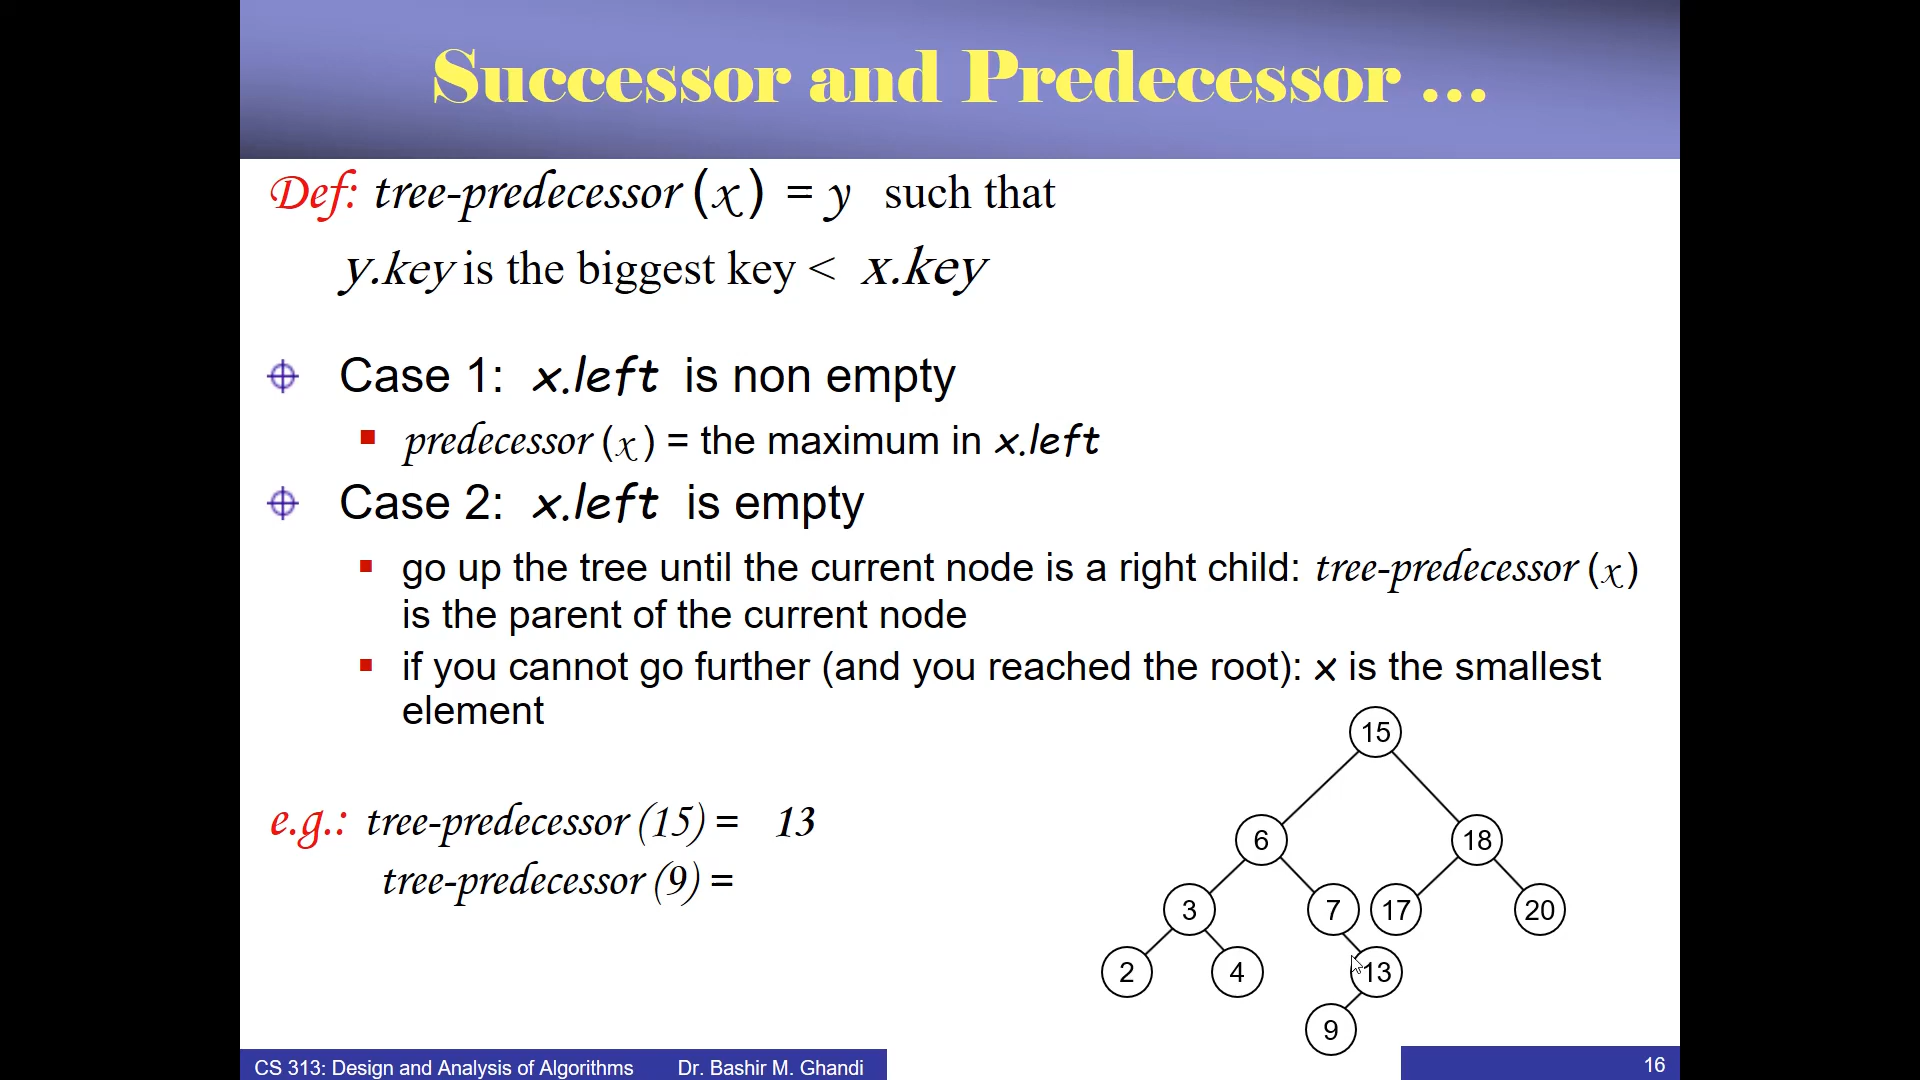 Successor and Predecessor ...
Def: tree-predecessor (x) = y such that
y.key is the biggest key < x.key
Case 1: x.left is non empty
predecessor (x) = the maximum in x.left
Case 2: x.left is empty
go up the tree until the current node is a right child: tree-predecessor (x)
is the parent of the current node
if you cannot go further (and you reached the root): x is the smallest
element
15
6 18
3 7 17 20
2 4 13
9
e.g.: tree-predecessor (15) = 13
tree-predecessor (9) =
CS 313: Design and Analysis of Algorithms Dr. Bashir M. Ghandi
16